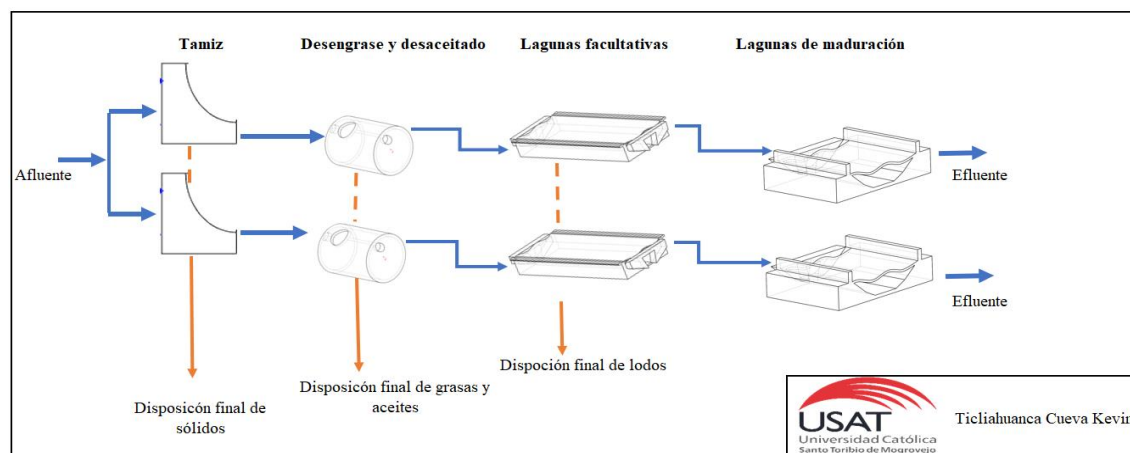 Tamiz
Desengrase y desaceitado
Lagunas facultativas
Lagunas de maduración
Afluente
Efluente
Efluente
Disposicón final de
sólidos
Disposicón final de grasas y
aceites
Dispoción final de lodos
USAT
Universidad Católica
Santo Toribio de Mogrovejo
Ticliahuanca Cueva Kevin